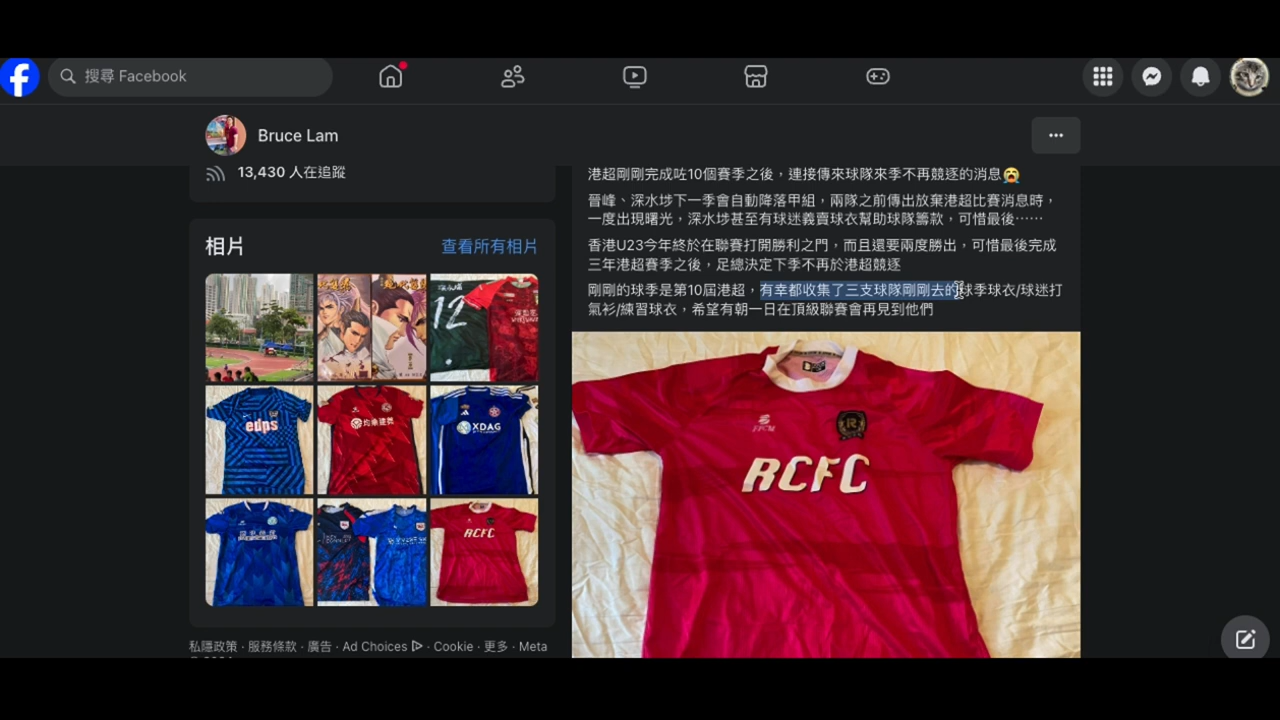 搜尋 Facebook
Bruce Lam
13,430 人在追蹤
相片
查看所有相片
12
edps
XDAG
RCFC
私隱政策 · 服務條款 · 廣告 · Ad Choices · Cookie · 更多 · Meta
港超剛剛完成咗10個賽季之後，連接傳來球隊來季不再競逐的消息😭
晉峰、深水埗下一季會自動降落甲組，兩隊之前傳出放棄港超比賽消息時，
一度出現曙光，深水埗甚至有球迷義賣球衣幫助球隊籌款，可惜最後⋯⋯
香港U23今年終於在聯賽打開勝利之門，而且還要兩度勝出，可惜最後完成
三年港超賽季之後，足總決定下季不再於港超競逐
剛剛的球季是第10屆港超，有幸都收集了三支球隊剛剛去的球季球衣/球迷打
氣衫/練習球衣，希望有朝一日在頂級聯賽會再見到他們
R
RCFC